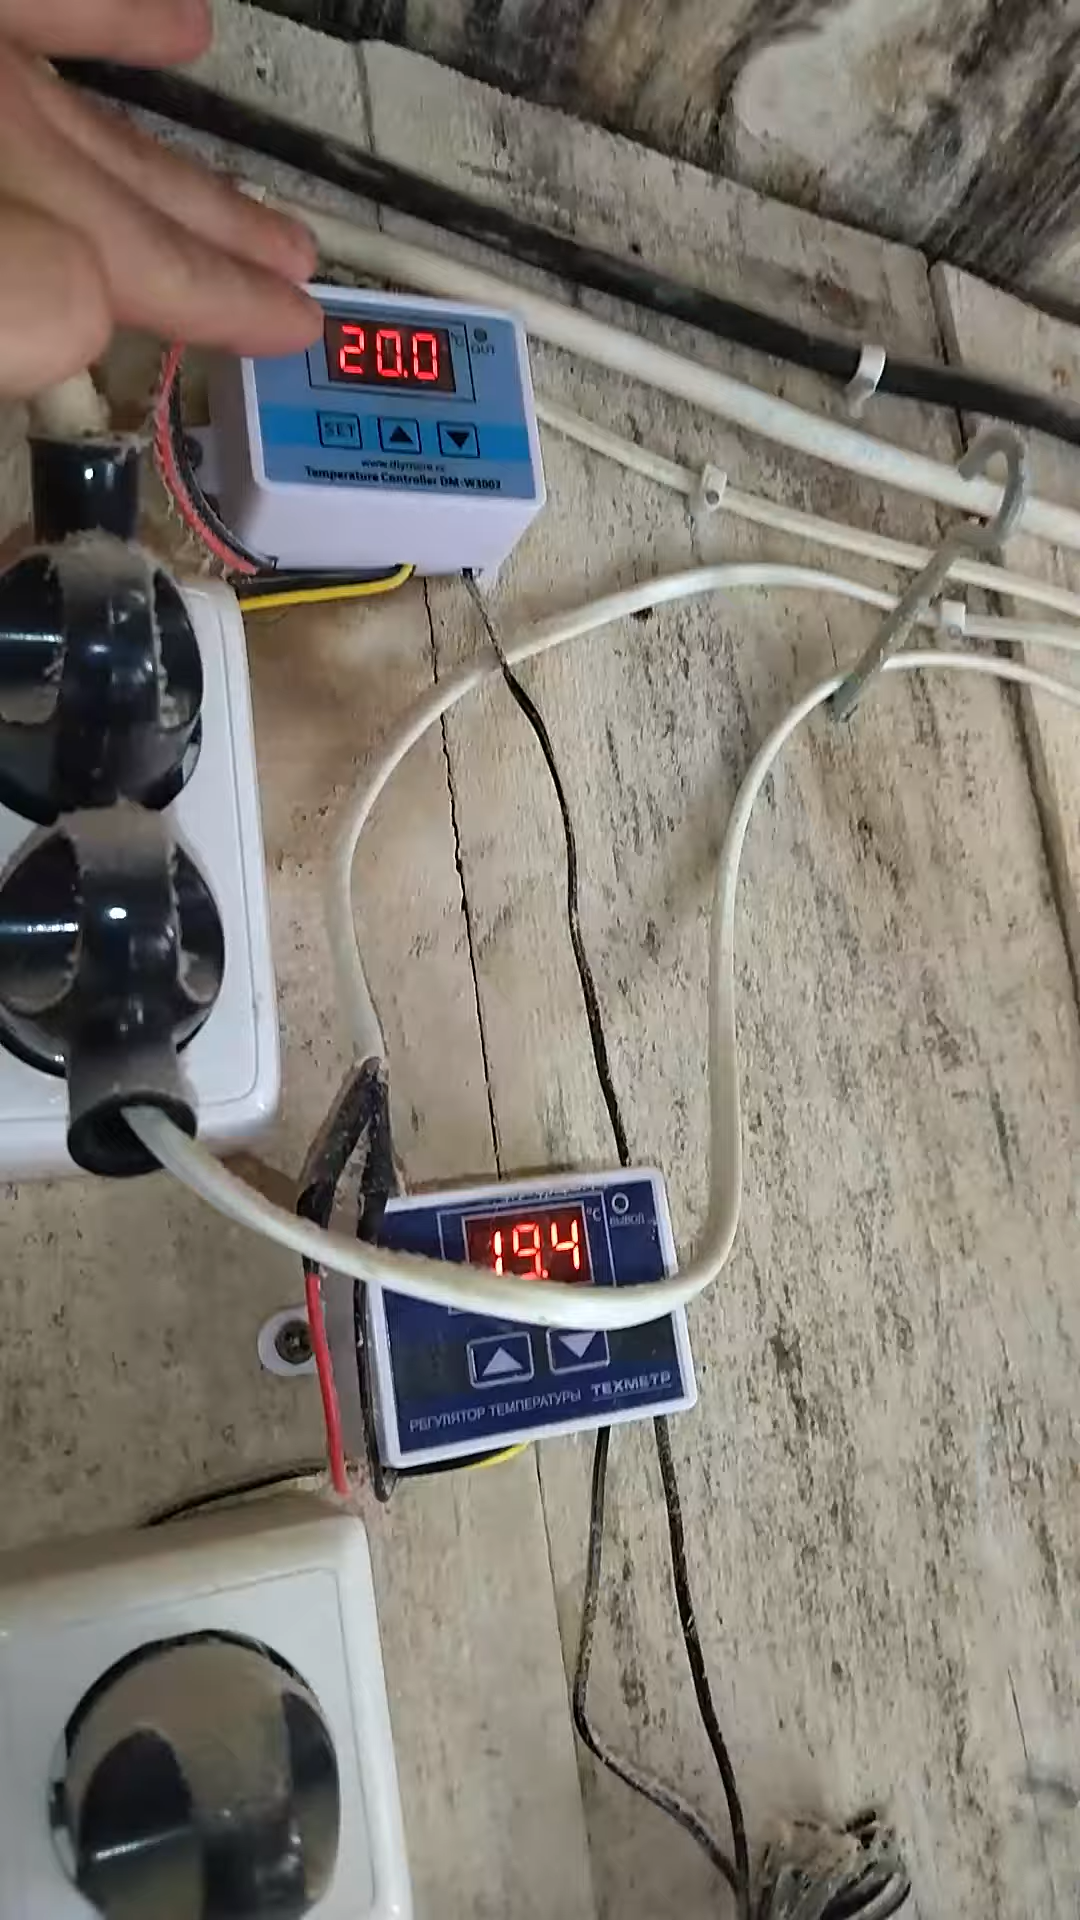 20.0
°C
OUT
SET
www.diymore.cc
Temperature Controller DM-W3002
19.4
°C
ВЫВОД
РЕГУЛЯТОР ТЕМПЕРАТУРЫ ТЕХМЕТР